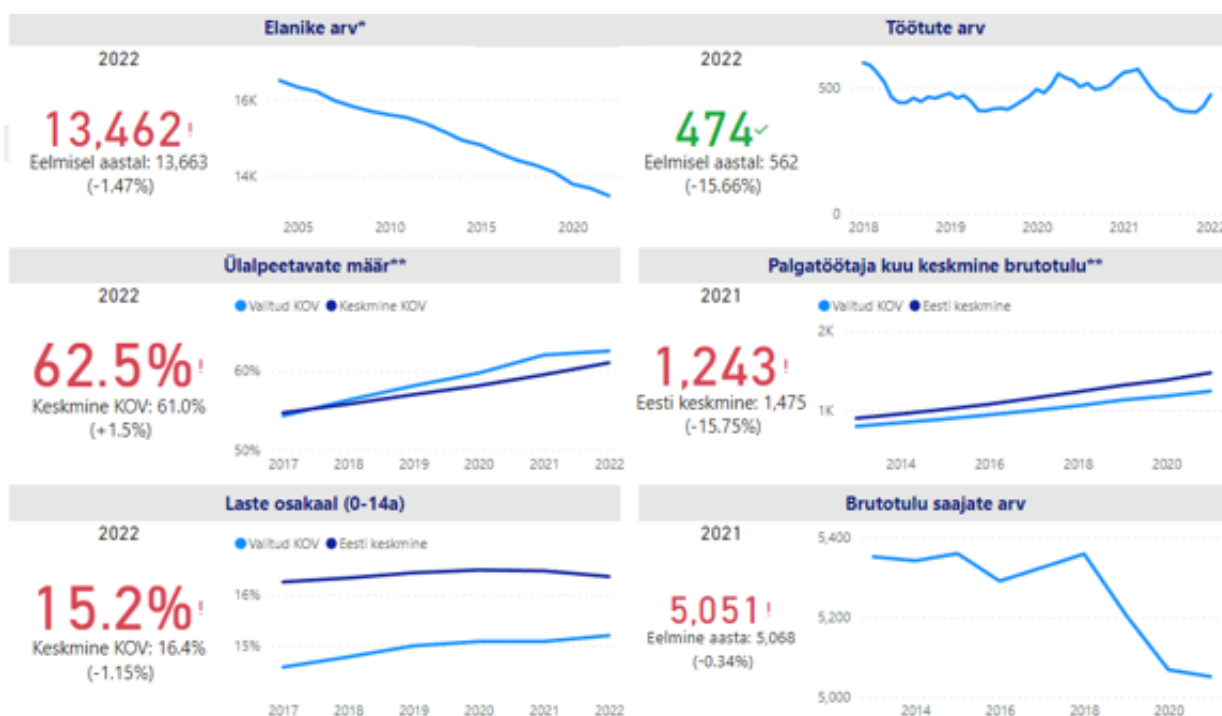 Elanike arv*
2022
13,462!
Eelmisel aastal: 13,663
(-1.47%)
16K
14K
2005 2010 2015 2020
Töötute arv
2022
474
Eelmisel aastal: 562
(-15.66%)
500
0
2018 2019 2020 2021 2022
Ülalpeetavate määr**
2022
62.5%!
Keskmine KOV: 61.0%
(+1.5%)
Valitud KOV Keskmine KOV
60%
50%
2017 2018 2019 2020 2021 2022
Palgatöötaja kuu keskmine brutotulu**
2021
1,243!
Eesti keskmine: 1,475
(-15.75%)
Valitud KOV Eesti keskmine
2K
1K
2014 2016 2018 2020
Laste osakaal (0-14a)
2022
15.2%!
Keskmine KOV: 16.4%
(-1.15%)
Valitud KOV Eesti keskmine
16%
15%
2017 2018 2019 2020 2021 2022
Brutotulu saajate arv
2021
5,051!
Eelmine aasta: 5,068
(-0.34%)
5,400
5,200
5,000
2014 2016 2018 2020